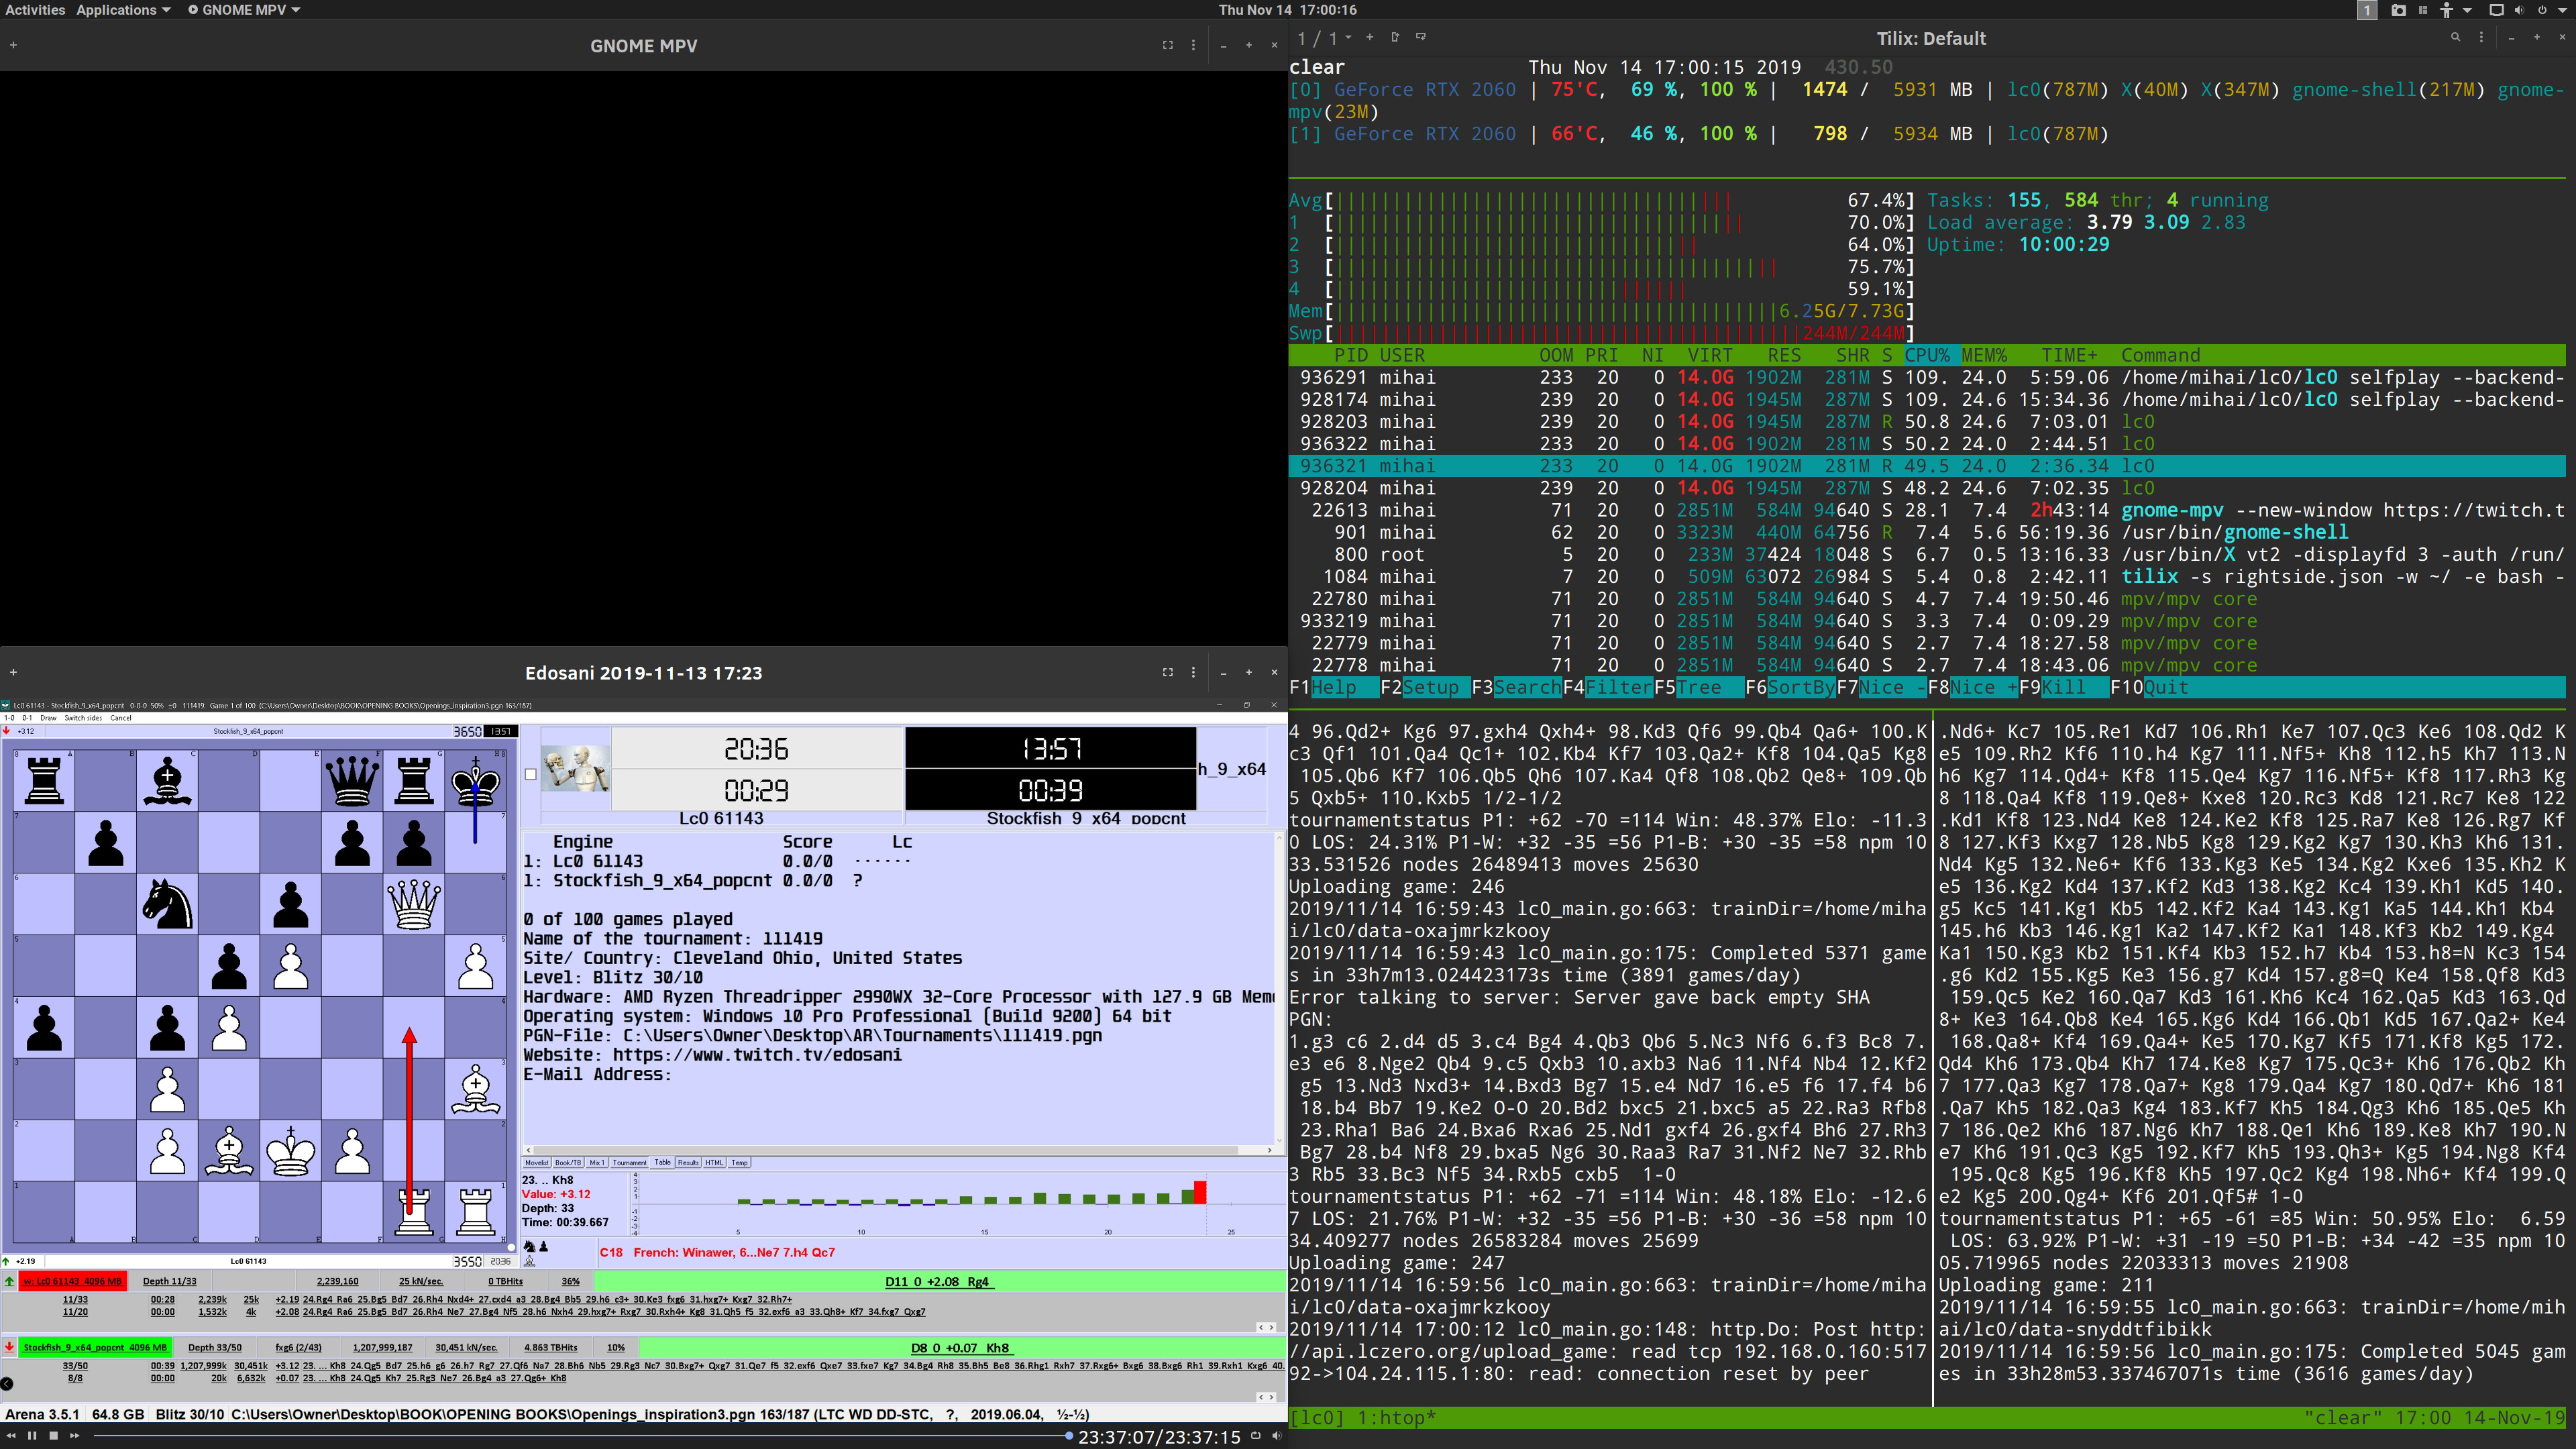 Activities Applications GNOME MPV Thu Nov 14 17:00:16 1
GNOME MPV
Edosani 2019-11-13 17:23
Lc0 61143 - Stockfish_9_x64_popcnt 0-0-0 50% ±0 111419: Game 1 of 100 (C:\Users\Owner\Desktop\BOOK\OPENING BOOKS\Openings_inspiration3.pgn 163/187)
1-0 0-1 Draw Switch sides Cancel
+3.12 Stockfish_9_x64_popcnt 3650 13:57
20:36 13:57 h_9_x64
00:29 00:39
Lc0 61143 Stockfish_9_x64_popcnt
Engine Score Lc
1: Lc0 61143 0.0/0 ······
1: Stockfish_9_x64_popcnt 0.0/0 ?
0 of 100 games played
Name of the tournament: 111419
Site/ Country: Cleveland Ohio, United States
Level: Blitz 30/10
Hardware: AMD Ryzen Threadripper 2990WX 32-Core Processor with 127.9 GB Mem
Operating system: Windows 10 Pro Professional (Build 9200) 64 bit
PGN-File: C:\Users\Owner\Desktop\AR\Tournaments\111419.pgn
Website: https://www.twitch.tv/edosani
E-Mail Address:
Movelist Book/TB Mix 1 Tournament Table Results HTML Temp
23. .. Kh8
Value: +3.12
Depth: 33
Time: 00:39.667
5 10 15 20 25
C18 French: Winawer, 6...Ne7 7.h4 Qc7
+2.19 Lc0 61143 3550 20:36
w: Lc0 61143 4096 MB Depth 11/33 2,239,160 25 kN/sec. 0 TBHits 36% D11 0 +2.08 Rg4
11/33 00:28 2,239k 25k +2.19 24.Rg4 Ra6 25.Bg5 Bd7 26.Rh4 Nxd4+ 27.cxd4 a3 28.Bg4 Bb5 29.h6 c3+ 30.Ke3 fxg6 31.hxg7+ Kxg7 32.Rh7+
11/20 00:00 1,532k 4k +2.08 24.Rg4 Ra6 25.Bg5 Bd7 26.Rh4 Ne7 27.Bg4 Nf5 28.h6 Nxh4 29.hxg7+ Rxg7 30.Rxh4+ Kg8 31.Qh5 f5 32.exf6 a3 33.Qh8+ Kf7 34.fxg7 Qxg7
Stockfish_9_x64_popcnt 4096 MB Depth 33/50 fxg6 (2/43) 1,207,999,187 30,451 kN/sec. 4.863 TBHits 10% D8 0 +0.07 Kh8
33/50 00:39 1,207,999k 30,451k +3.12 23. ... Kh8 24.Qg5 Bd7 25.h6 g6 26.h7 Rg7 27.Qf6 Na7 28.Bh6 Nb5 29.Rg3 Nc7 30.Bxg7+ Qxg7 31.Qe7 f5 32.exf6 Qxe7 33.fxe7 Kg7 34.Bg4 Rh8 35.Bh5 Be8 36.Rhg1 Rxh7 37.Rxg6+ Bxg6 38.Bxg6 Rh1 39.Rxh1 Kxg6 40.
8/8 00:00 20k 6,632k +0.07 23. ... Kh8 24.Qg5 Kh7 25.Rg3 Ne7 26.Bg4 a3 27.Qg6+ Kh8
Arena 3.5.1 64.8 GB Blitz 30/10 C:\Users\Owner\Desktop\BOOK\OPENING BOOKS\Openings_inspiration3.pgn 163/187 (LTC WD DD-STC, ?, 2019.06.04, ½-½)
23:37:07/23:37:15
1 / 1 Tilix: Default
clear Thu Nov 14 17:00:15 2019 430.50
[0] GeForce RTX 2060 | 75'C, 69 %, 100 % | 1474 / 5931 MB | lc0(787M) X(40M) X(347M) gnome-shell(217M) gnome-
mpv(23M)
[1] GeForce RTX 2060 | 66'C, 46 %, 100 % | 798 / 5934 MB | lc0(787M)
Avg[ 67.4%] Tasks: 155, 584 thr; 4 running
1 [ 70.0%] Load average: 3.79 3.09 2.83
2 [ 64.0%] Uptime: 10:00:29
3 [ 75.7%]
4 [ 59.1%]
Mem[ 6.25G/7.73G]
Swp[ 244M/244M]
PID USER OOM PRI NI VIRT RES SHR S CPU% MEM% TIME+ Command
936291 mihai 233 20 0 14.0G 1902M 281M S 109. 24.0 5:59.06 /home/mihai/lc0/lc0 selfplay --backend-
928174 mihai 239 20 0 14.0G 1945M 287M S 109. 24.6 15:34.36 /home/mihai/lc0/lc0 selfplay --backend-
928203 mihai 239 20 0 14.0G 1945M 287M R 50.8 24.6 7:03.01 lc0
936322 mihai 233 20 0 14.0G 1902M 281M S 50.2 24.0 2:44.51 lc0
936321 mihai 233 20 0 14.0G 1902M 281M R 49.5 24.0 2:36.34 lc0
928204 mihai 239 20 0 14.0G 1945M 287M S 48.2 24.6 7:02.35 lc0
22613 mihai 71 20 0 2851M 584M 94640 S 28.1 7.4 2h43:14 gnome-mpv --new-window https://twitch.t
901 mihai 62 20 0 3323M 440M 64756 R 7.4 5.6 56:19.36 /usr/bin/gnome-shell
800 root 5 20 0 233M 37424 18048 S 6.7 0.5 13:16.33 /usr/bin/X vt2 -displayfd 3 -auth /run/
1084 mihai 7 20 0 509M 63072 26984 S 5.4 0.8 2:42.11 tilix -s rightside.json -w ~/ -e bash -
22780 mihai 71 20 0 2851M 584M 94640 S 4.7 7.4 19:50.46 mpv/mpv core
933219 mihai 71 20 0 2851M 584M 94640 S 3.3 7.4 0:09.29 mpv/mpv core
22779 mihai 71 20 0 2851M 584M 94640 S 2.7 7.4 18:27.58 mpv/mpv core
22778 mihai 71 20 0 2851M 584M 94640 S 2.7 7.4 18:43.06 mpv/mpv core
F1Help F2Setup F3SearchF4FilterF5Tree F6SortByF7Nice -F8Nice +F9Kill F10Quit
4 96.Qd2+ Kg6 97.gxh4 Qxh4+ 98.Kd3 Qf6 99.Qb4 Qa6+ 100.K
c3 Qf1 101.Qa4 Qc1+ 102.Kb4 Kf7 103.Qa2+ Kf8 104.Qa5 Kg8
105.Qb6 Kf7 106.Qb5 Qh6 107.Ka4 Qf8 108.Qb2 Qe8+ 109.Qb
5 Qxb5+ 110.Kxb5 1/2-1/2
tournamentstatus P1: +62 -70 =114 Win: 48.37% Elo: -11.3
0 LOS: 24.31% P1-W: +32 -35 =56 P1-B: +30 -35 =58 npm 10
33.531526 nodes 26489413 moves 25630
Uploading game: 246
2019/11/14 16:59:43 lc0_main.go:663: trainDir=/home/miha
i/lc0/data-oxajmrkzkooy
2019/11/14 16:59:43 lc0_main.go:175: Completed 5371 game
s in 33h7m13.024423173s time (3891 games/day)
Error talking to server: Server gave back empty SHA
PGN:
1.g3 c6 2.d4 d5 3.c4 Bg4 4.Qb3 Qb6 5.Nc3 Nf6 6.f3 Bc8 7.
e3 e6 8.Nge2 Qb4 9.c5 Qxb3 10.axb3 Na6 11.Nf4 Nb4 12.Kf2
g5 13.Nd3 Nxd3+ 14.Bxd3 Bg7 15.e4 Nd7 16.e5 f6 17.f4 b6
18.b4 Bb7 19.Ke2 O-O 20.Bd2 bxc5 21.bxc5 a5 22.Ra3 Rfb8
23.Rha1 Ba6 24.Bxa6 Rxa6 25.Nd1 gxf4 26.gxf4 Bh6 27.Rh3
Bg7 28.b4 Nf8 29.bxa5 Ng6 30.Raa3 Ra7 31.Nf2 Ne7 32.Rhb
3 Rb5 33.Bc3 Nf5 34.Rxb5 cxb5 1-0
tournamentstatus P1: +62 -71 =114 Win: 48.18% Elo: -12.6
7 LOS: 21.76% P1-W: +32 -35 =56 P1-B: +30 -36 =58 npm 10
34.409277 nodes 26583284 moves 25699
Uploading game: 247
2019/11/14 16:59:56 lc0_main.go:663: trainDir=/home/miha
i/lc0/data-oxajmrkzkooy
2019/11/14 17:00:12 lc0_main.go:148: http.Do: Post http:
//api.lczero.org/upload_game: read tcp 192.168.0.160:517
92->104.24.115.1:80: read: connection reset by peer
.Nd6+ Kc7 105.Re1 Kd7 106.Rh1 Ke7 107.Qc3 Ke6 108.Qd2 K
e5 109.Rh2 Kf6 110.h4 Kg7 111.Nf5+ Kh8 112.h5 Kh7 113.N
h6 Kg7 114.Qd4+ Kf8 115.Qe4 Kg7 116.Nf5+ Kf8 117.Rh3 Kg
8 118.Qa4 Kf8 119.Qe8+ Kxe8 120.Rc3 Kd8 121.Rc7 Ke8 122
.Kd1 Kf8 123.Nd4 Ke8 124.Ke2 Kf8 125.Ra7 Ke8 126.Rg7 Kf
8 127.Kf3 Kxg7 128.Nb5 Kg8 129.Kg2 Kg7 130.Kh3 Kh6 131.
Nd4 Kg5 132.Ne6+ Kf6 133.Kg3 Ke5 134.Kg2 Kxe6 135.Kh2 K
e5 136.Kg2 Kd4 137.Kf2 Kd3 138.Kg2 Kc4 139.Kh1 Kd5 140.
g5 Kc5 141.Kg1 Kb5 142.Kf2 Ka4 143.Kg1 Ka5 144.Kh1 Kb4
145.h6 Kb3 146.Kg1 Ka2 147.Kf2 Ka1 148.Kf3 Kb2 149.Kg4
Ka1 150.Kg3 Kb2 151.Kf4 Kb3 152.h7 Kb4 153.h8=N Kc3 154
.g6 Kd2 155.Kg5 Ke3 156.g7 Kd4 157.g8=Q Ke4 158.Qf8 Kd3
159.Qc5 Ke2 160.Qa7 Kd3 161.Kh6 Kc4 162.Qa5 Kd3 163.Qd
8+ Ke3 164.Qb8 Ke4 165.Kg6 Kd4 166.Qb1 Kd5 167.Qa2+ Ke4
168.Qa8+ Kf4 169.Qa4+ Ke5 170.Kg7 Kf5 171.Kf8 Kg5 172.
Qd4 Kh6 173.Qb4 Kh7 174.Ke8 Kg7 175.Qc3+ Kh6 176.Qb2 Kh
7 177.Qa3 Kg7 178.Qa7+ Kg8 179.Qa4 Kg7 180.Qd7+ Kh6 181
.Qa7 Kh5 182.Qa3 Kg4 183.Kf7 Kh5 184.Qg3 Kh6 185.Qe5 Kh
7 186.Qe2 Kh6 187.Ng6 Kh7 188.Qe1 Kh6 189.Ke8 Kh7 190.N
e7 Kh6 191.Qc3 Kg5 192.Kf7 Kh5 193.Qh3+ Kg5 194.Ng8 Kf4
195.Qc8 Kg5 196.Kf8 Kh5 197.Qc2 Kg4 198.Nh6+ Kf4 199.Q
e2 Kg5 200.Qg4+ Kf6 201.Qf5# 1-0
tournamentstatus P1: +65 -61 =85 Win: 50.95% Elo: 6.59
LOS: 63.92% P1-W: +31 -19 =50 P1-B: +34 -42 =35 npm 10
05.719965 nodes 22033313 moves 21908
Uploading game: 211
2019/11/14 16:59:55 lc0_main.go:663: trainDir=/home/mih
ai/lc0/data-snyddtfibikk
2019/11/14 16:59:56 lc0_main.go:175: Completed 5045 gam
es in 33h28m53.337467071s time (3616 games/day)
[lc0] 1:htop* "clear" 17:00 14-Nov-19